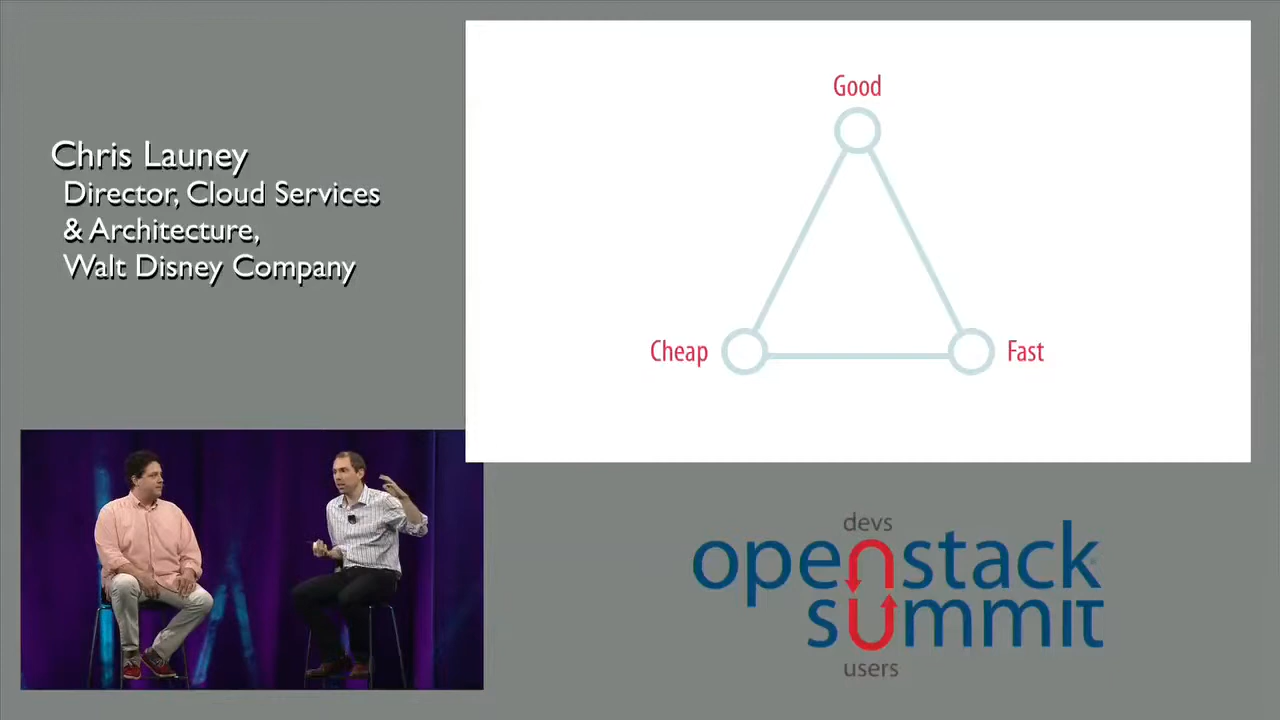 Chris Launey
Director, Cloud Services
& Architecture,
Walt Disney Company
Good
Cheap
Fast
devs
openstack
summit
users